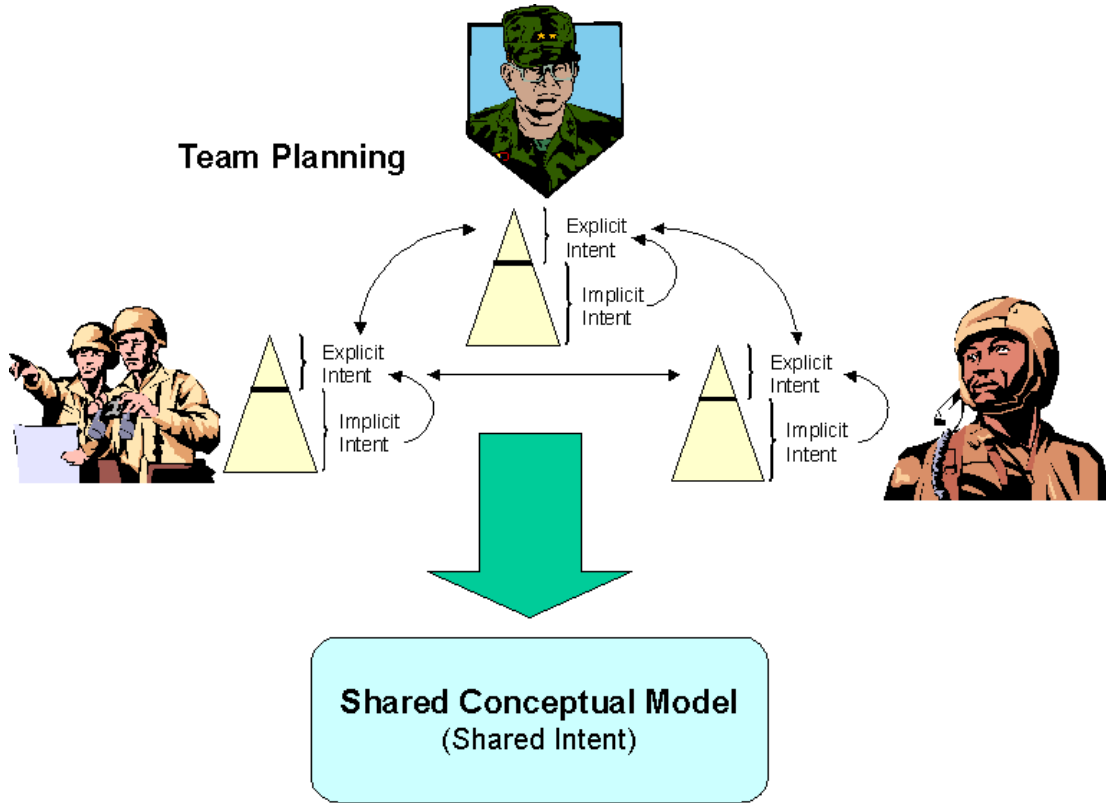 Team Planning
Explicit
Intent
Implicit
Intent
Explicit
Intent
Implicit
Intent
Explicit
Intent
Implicit
Intent
Shared Conceptual Model
(Shared Intent)